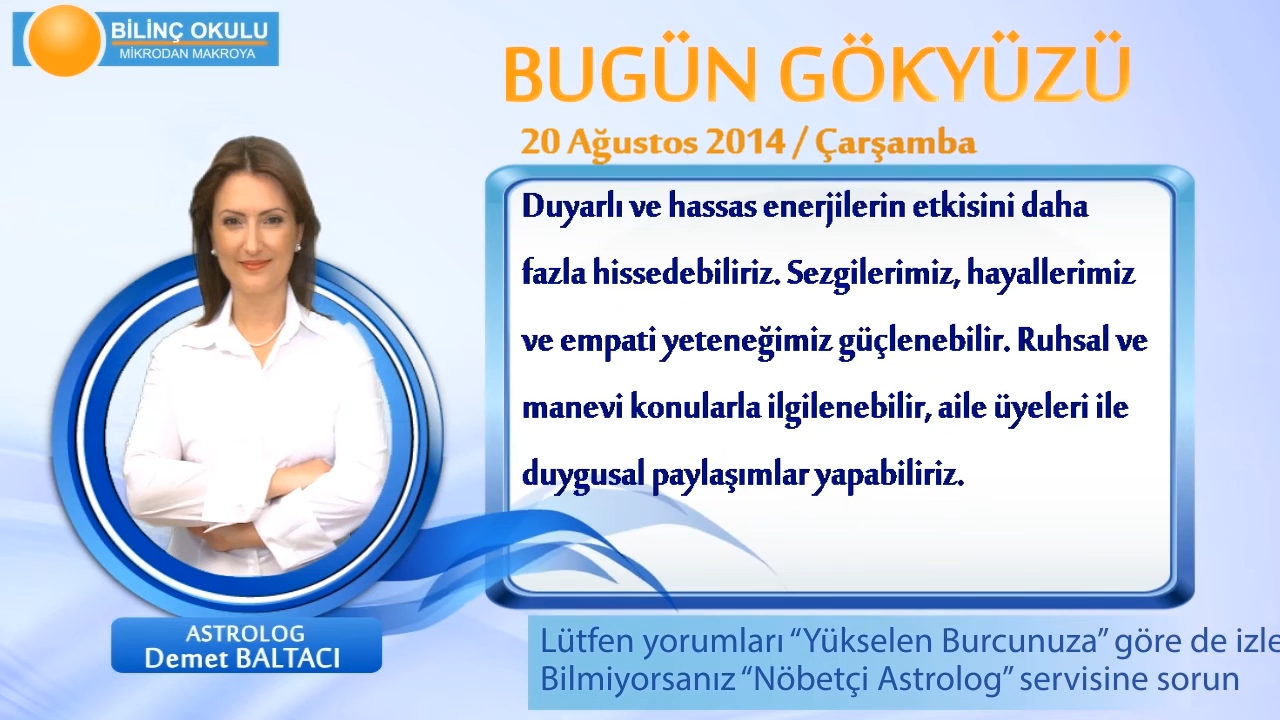 BİLİNÇ OKULU
MİKRODAN MAKROYA
BUGÜN GÖKYÜZÜ
20 Ağustos 2014 / Çarşamba
Duyarlı ve hassas enerjilerin etkisini daha
fazla hissedebiliriz. Sezgilerimiz, hayallerimiz
ve empati yeteneğimiz güçlenebilir. Ruhsal ve
manevi konularla ilgilenebilir, aile üyeleri ile
duygusal paylaşımlar yapabiliriz.
ASTROLOG
Demet BALTACI
Lütfen yorumları “Yükselen Burcunuza” göre de
Bilmiyorsanız “Nöbetçi Astrolog” servisine sorun